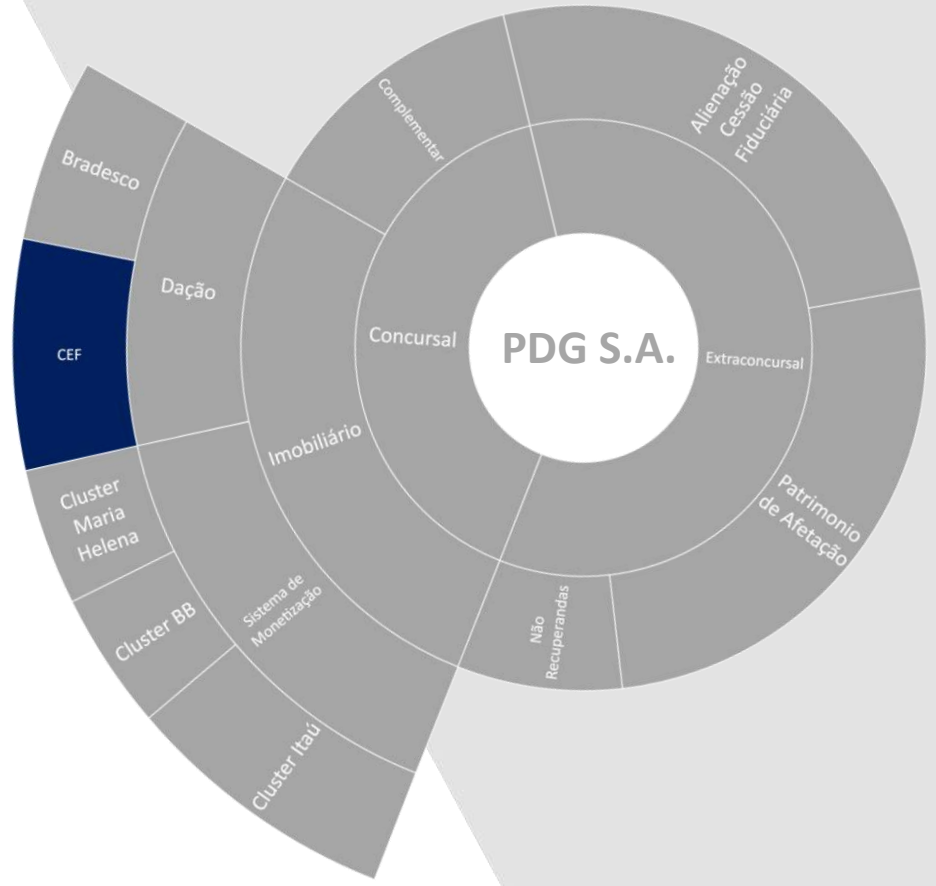 Complementar
Alienação
Cessão
Fiduciária
Bradesco
Dação
CEF
Concursal
PDG S.A.
Extraconcursal
Imobiliário
Cluster
Maria
Helena
Patrimonio
de Afetação
Sistema de
Monetização
Não
Recuperandas
Cluster BB
Cluster Itaú